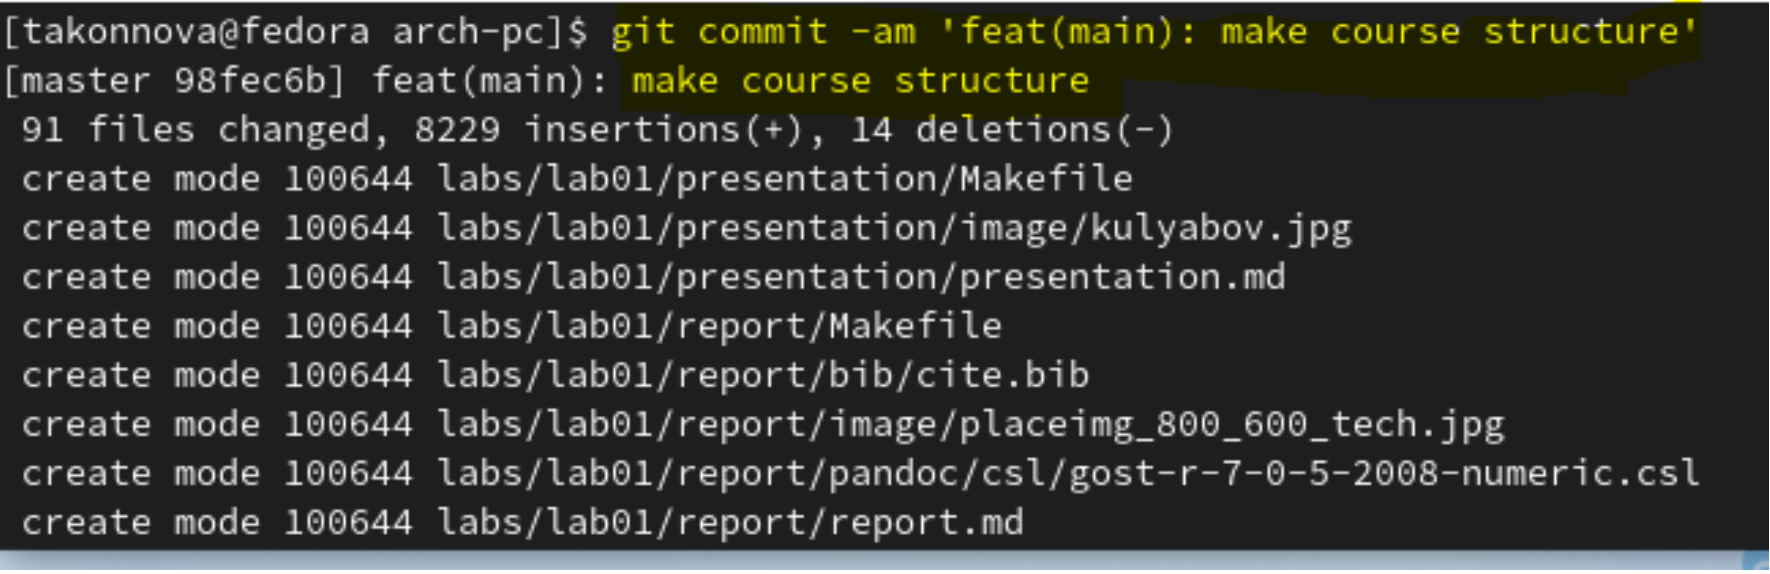 [takonnova@fedora arch-pc]$ git commit -am 'feat(main): make course structure'
[master 98fec6b] feat(main): make course structure
91 files changed, 8229 insertions(+), 14 deletions(-)
create mode 100644 labs/lab01/presentation/Makefile
create mode 100644 labs/lab01/presentation/image/kulyabov.jpg
create mode 100644 labs/lab01/presentation/presentation.md
create mode 100644 labs/lab01/report/Makefile
create mode 100644 labs/lab01/report/bib/cite.bib
create mode 100644 labs/lab01/report/image/placeimg_800_600_tech.jpg
create mode 100644 labs/lab01/report/pandoc/csl/gost-r-7-0-5-2008-numeric.csl
create mode 100644 labs/lab01/report/report.md